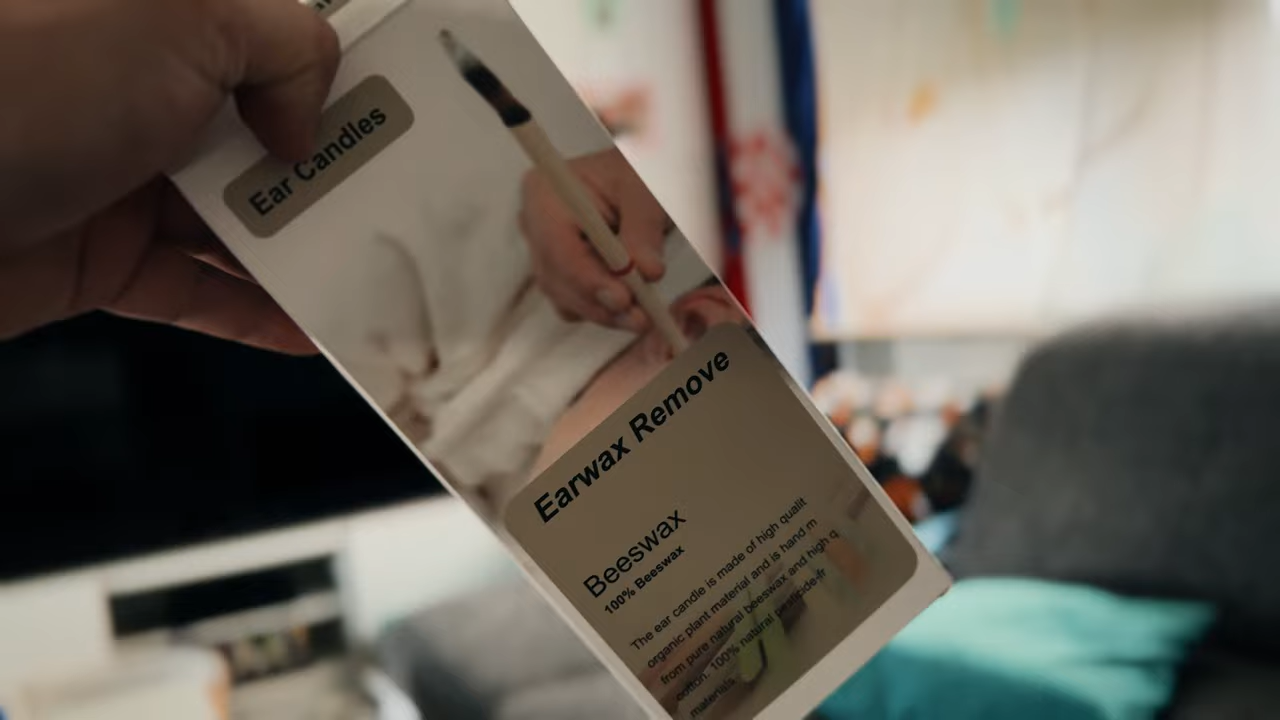 Ear Candles
Earwax Remove
Beeswax
100% Beeswax
The ear candle is made of high qualit
organic plant material and is hand m
from pure natural beeswax and high q
cotton. 100% natural pesticide-fr
materials.